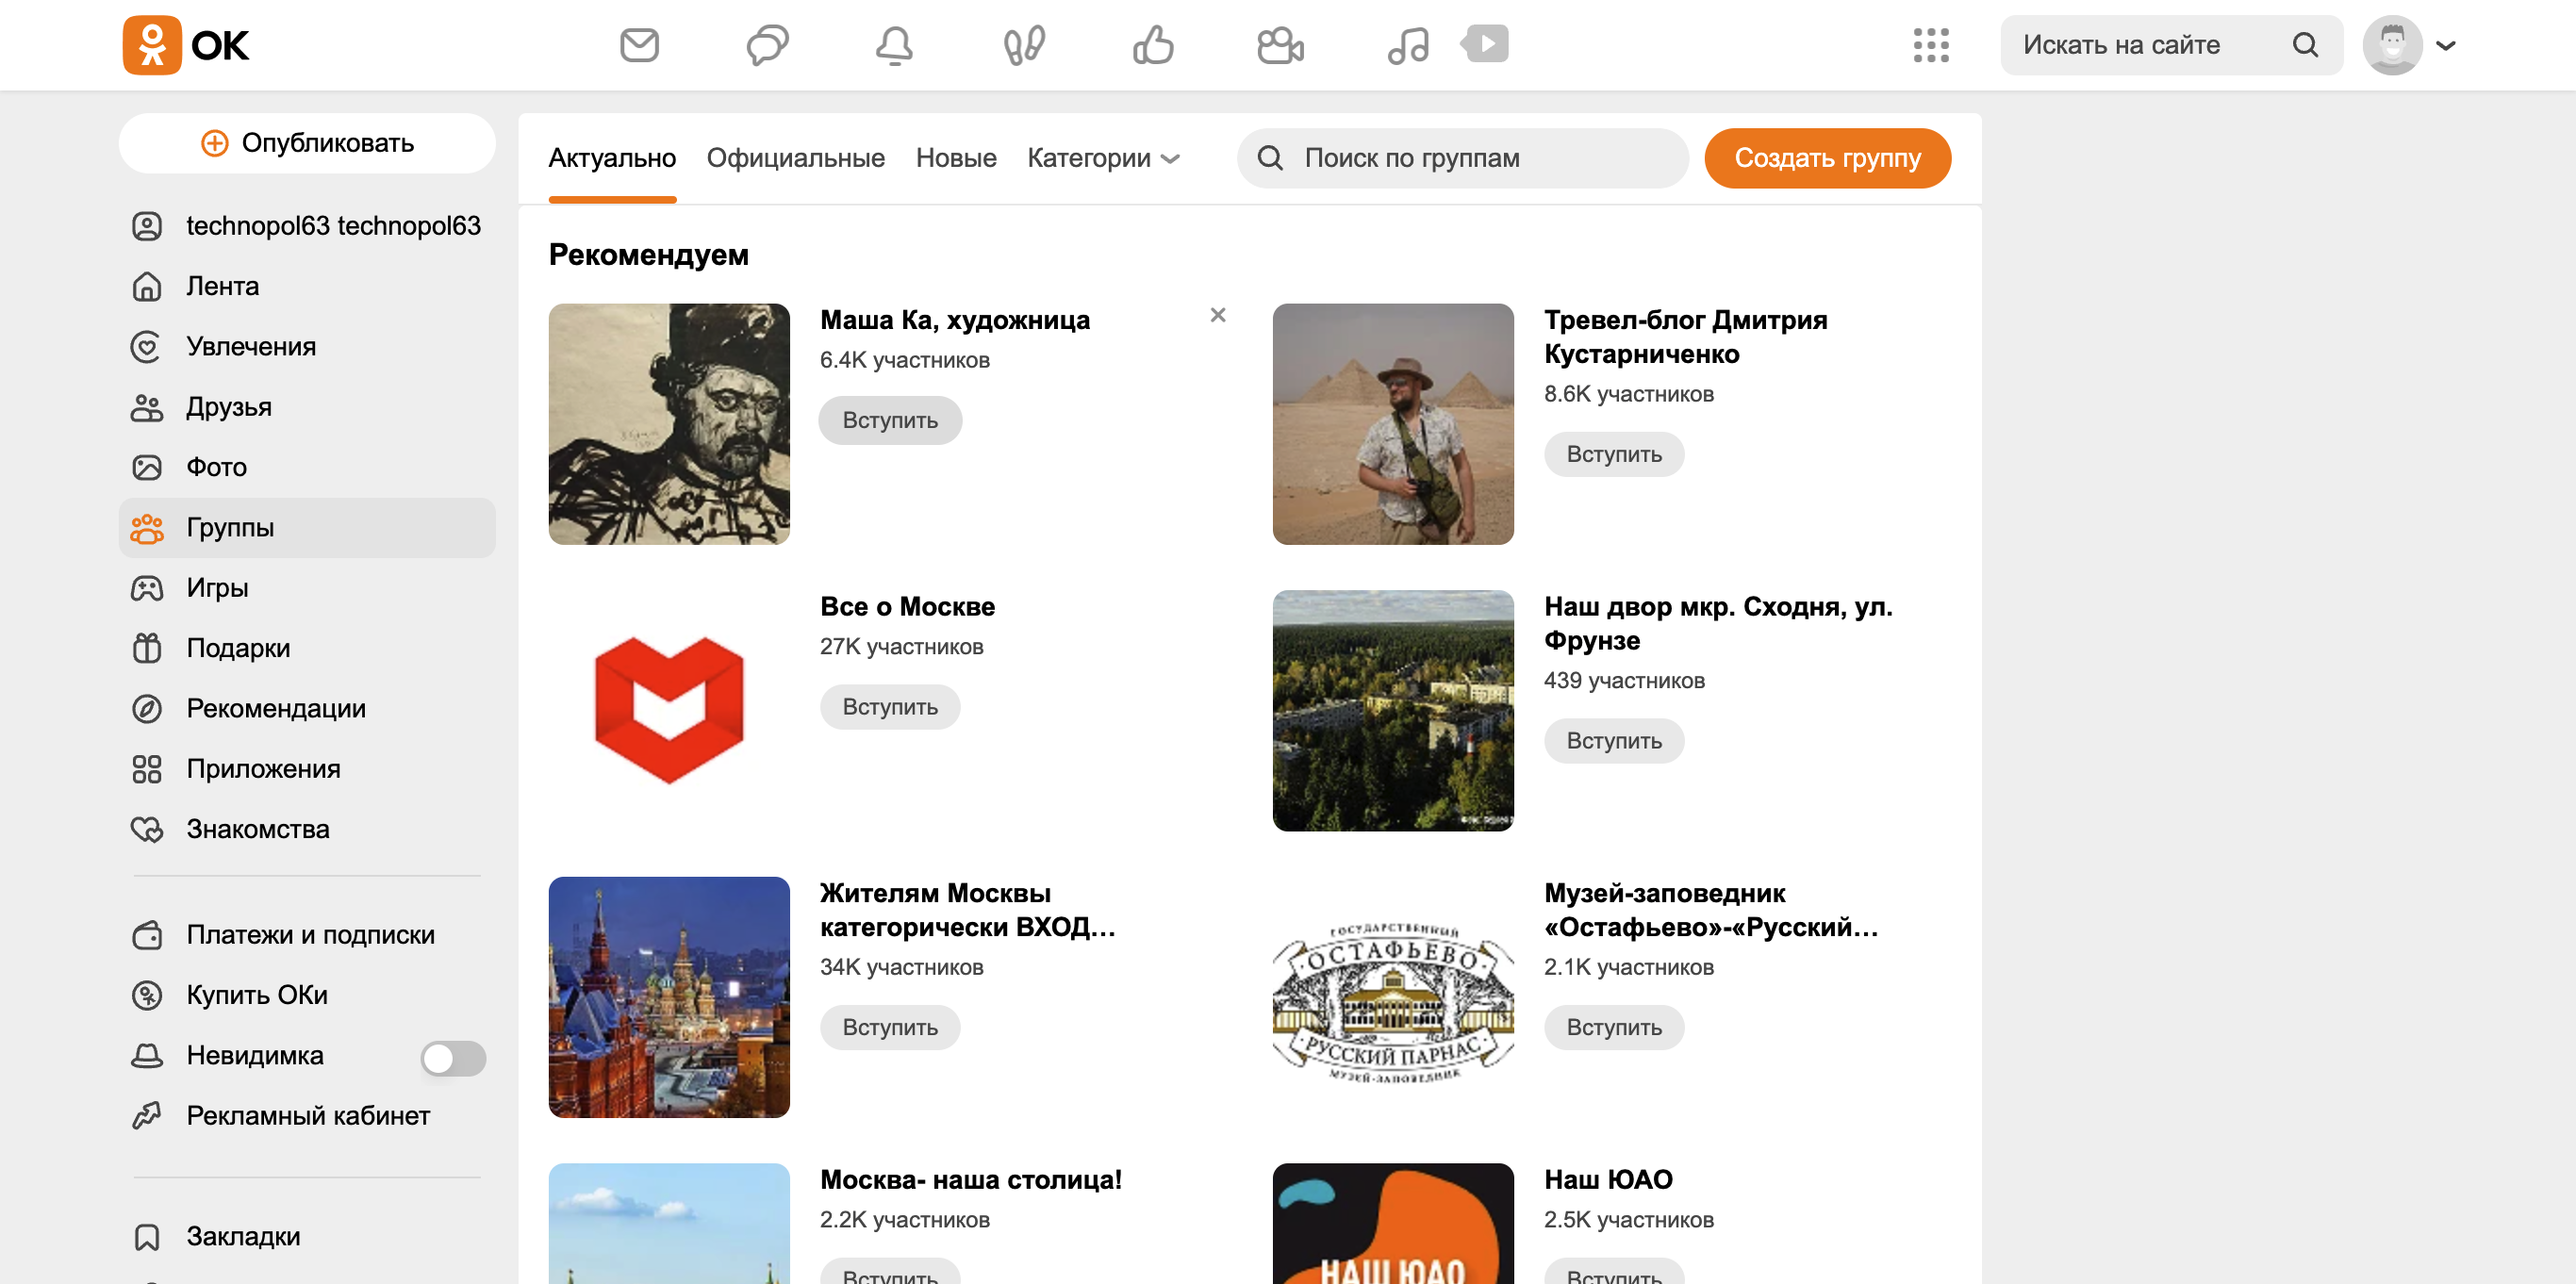 OK
Искать на сайте
Опубликовать
technopol63 technopol63
Лента
Увлечения
Друзья
Фото
Группы
Игры
Подарки
Рекомендации
Приложения
Знакомства
Платежи и подписки
Купить ОКи
Невидимка
Рекламный кабинет
Закладки
Актуально
Официальные
Новые
Категории
Поиск по группам
Создать группу
Рекомендуем
Маша Ка, художница
6.4K участников
Вступить
Тревел-блог Дмитрия
Кустарниченко
8.6K участников
Вступить
Все о Москве
27K участников
Вступить
Наш двор мкр. Сходня, ул.
Фрунзе
439 участников
Вступить
Жителям Москвы
категорически ВХОД...
34K участников
Вступить
ГОСУДАРСТВЕННЫЙ
ОСТАФЬЕВО
РУССКИЙ ПАРНАС
МУЗЕЙ-ЗАПОВЕДНИК
Музей-заповедник
«Остафьево»-«Русский...
2.1K участников
Вступить
Москва- наша столица!
2.2K участников
Вступить
НАШ ЮАО
Наш ЮАО
2.5K участников
Вступить